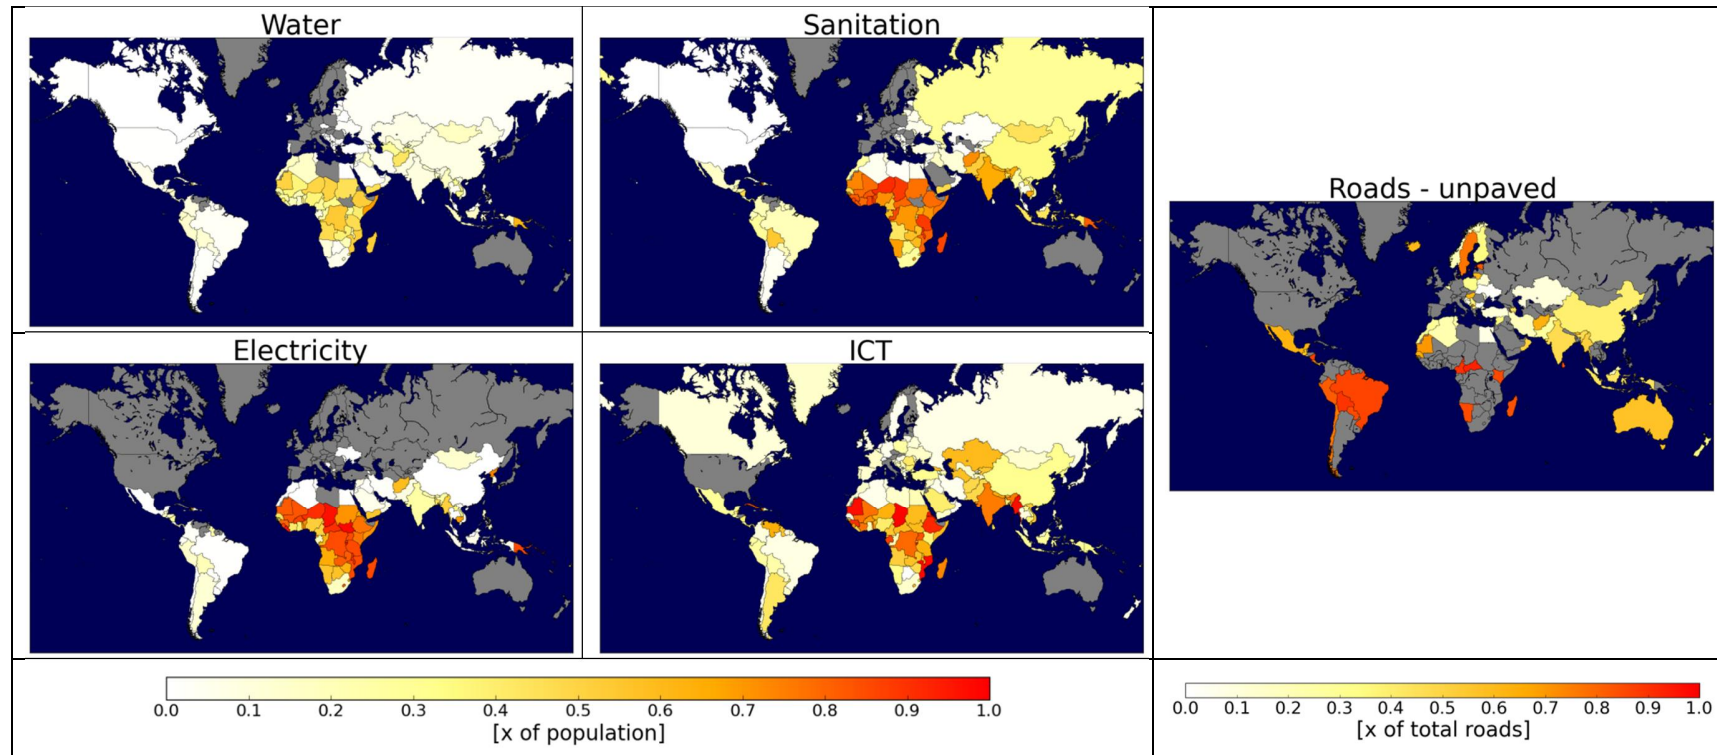 Water
Sanitation
Roads - unpaved
Electricity
ICT
0.0 0.1 0.2 0.3 0.4 0.5 0.6 0.7 0.8 0.9 1.0
[x of population]
0.0 0.1 0.2 0.3 0.4 0.5 0.6 0.7 0.8 0.9 1.0
[x of total roads]